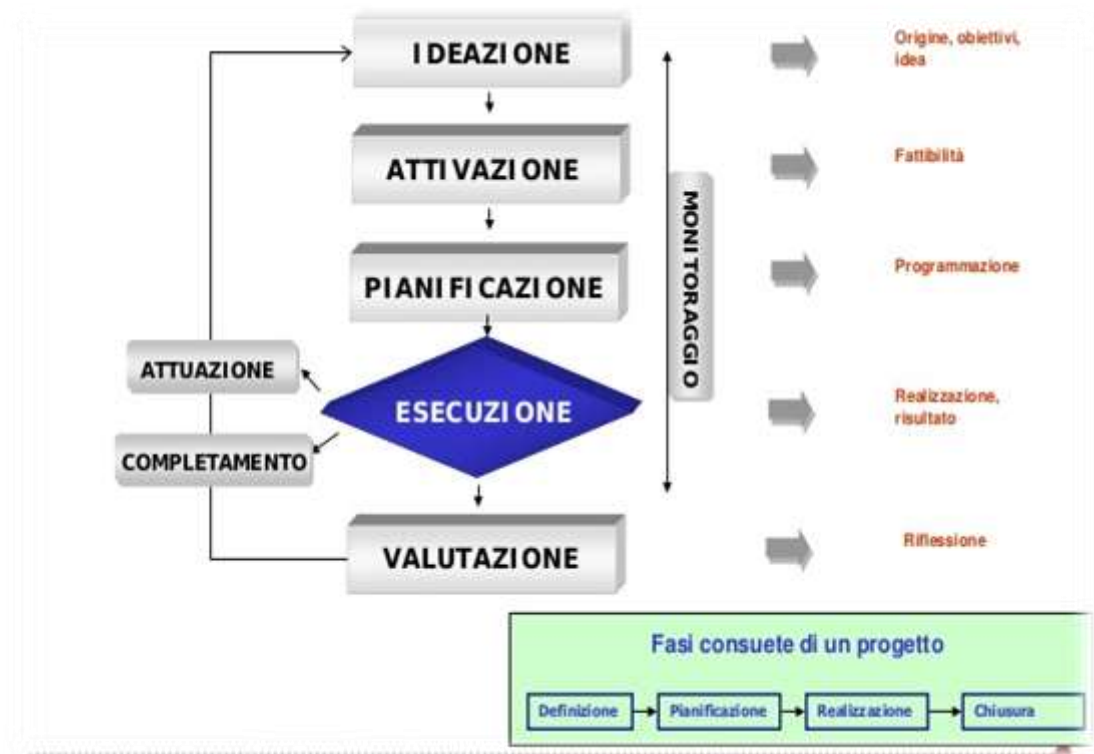 IDEAZIONE
Origine, obiettivi,
idea
ATTIVAZIONE
Fattibilità
MONITORAGGIO
PIANIFICAZIONE
Programmazione
ATTUAZIONE
ESECUZIONE
Realizzazione,
risultato
COMPLETAMENTO
VALUTAZIONE
Riflessione
Fasi consuete di un progetto
Definizione
Pianificazione
Realizzazione
Chiusura